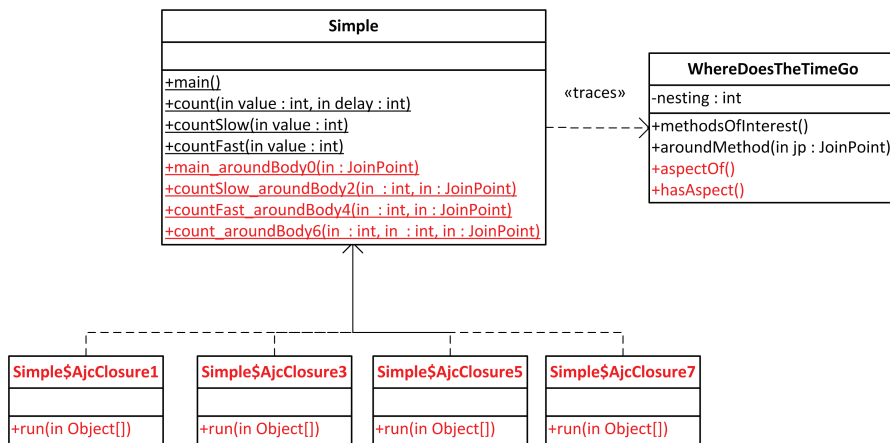 Simple
+main()
+count(in value : int, in delay : int)
+countSlow(in value : int)
+countFast(in value : int)
+main_aroundBody0(in : JoinPoint)
+countSlow_aroundBody2(in : int, in : JoinPoint)
+countFast_aroundBody4(in : int, in : JoinPoint)
+count_aroundBody6(in : int, in : int, in : JoinPoint)
«traces»
WhereDoesTheTimeGo
-nesting : int
+methodsOfInterest()
+aroundMethod(in jp : JoinPoint)
+aspectOf()
+hasAspect()
Simple$AjcClosure1
+run(in Object[])
Simple$AjcClosure3
+run(in Object[])
Simple$AjcClosure5
+run(in Object[])
Simple$AjcClosure7
+run(in Object[])